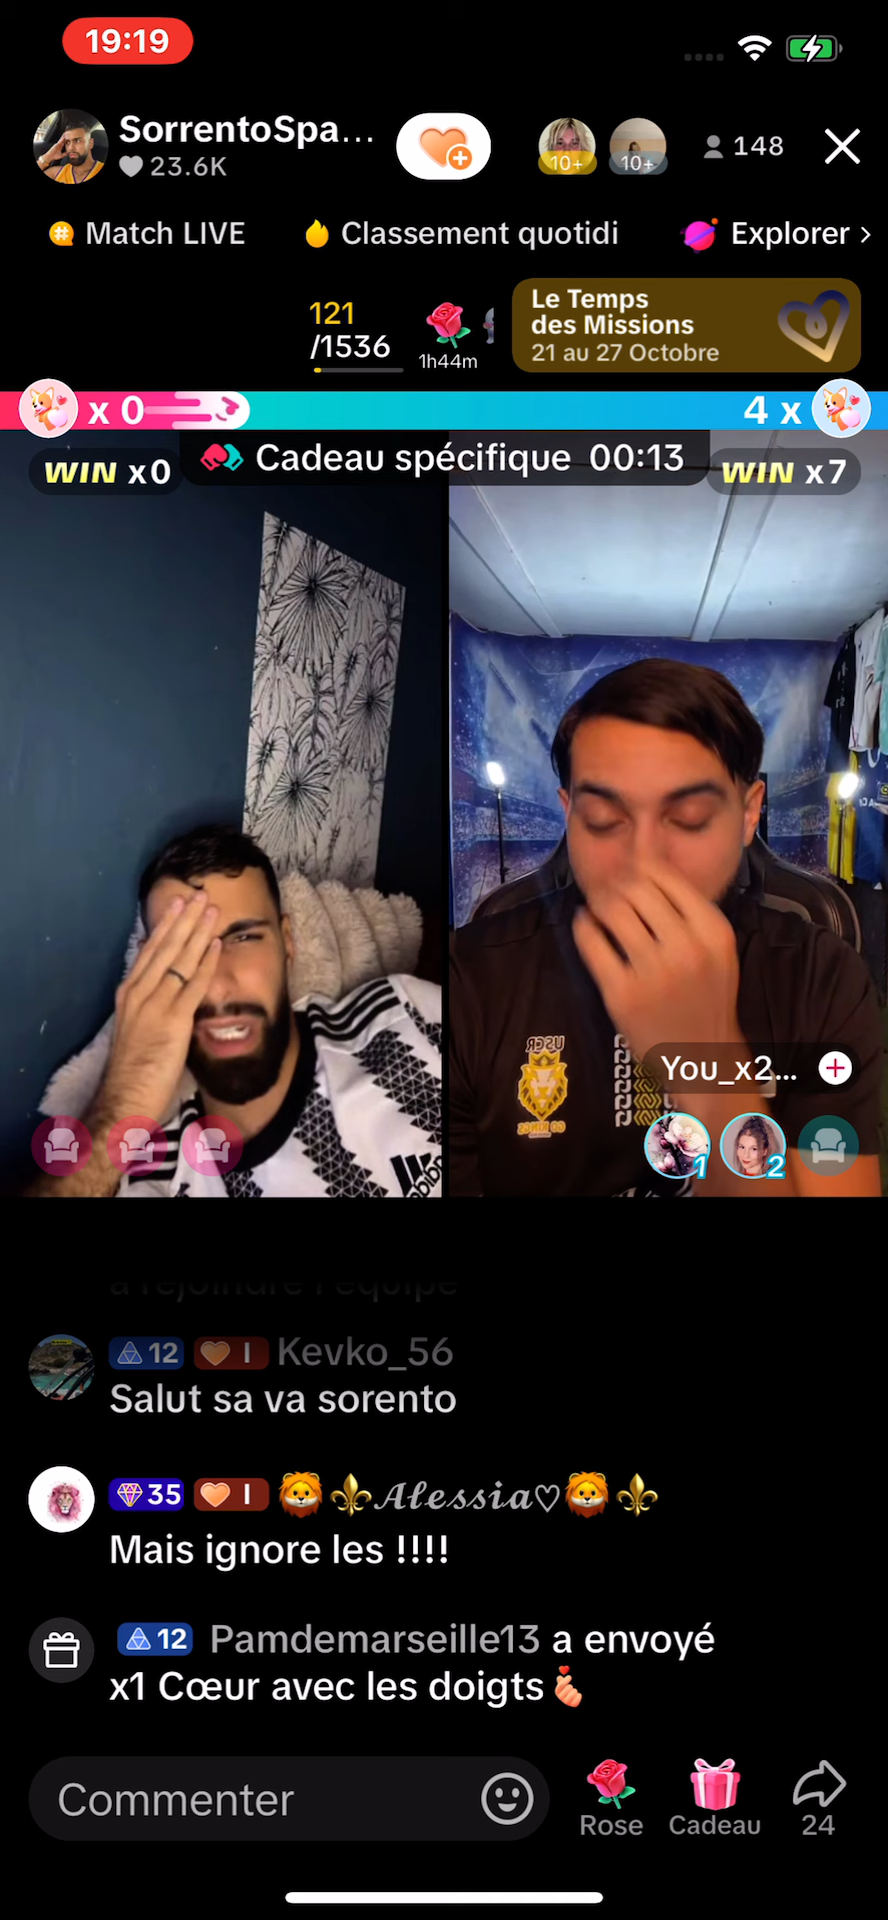 19:19
SorrentoSpa...
23.6K
10+
10+
148
Match LIVE
Classement quotidi
Explorer >
121
/1536
1h44m
Le Temps
des Missions
21 au 27 Octobre
x 0
4 x
WIN x0
Cadeau spécifique 00:13
WIN x7
You_x2...
1
2
à rejoindre l'équipe
12 I Kevko_56
Salut sa va sorento
35 I 🦁⚜️𝓐𝓵𝓮𝓼𝓼𝓲𝓪♡🦁⚜️
Mais ignore les !!!!
12 Pamdemarseille13 a envoyé
x1 Cœur avec les doigts
Commenter
Rose
Cadeau
24